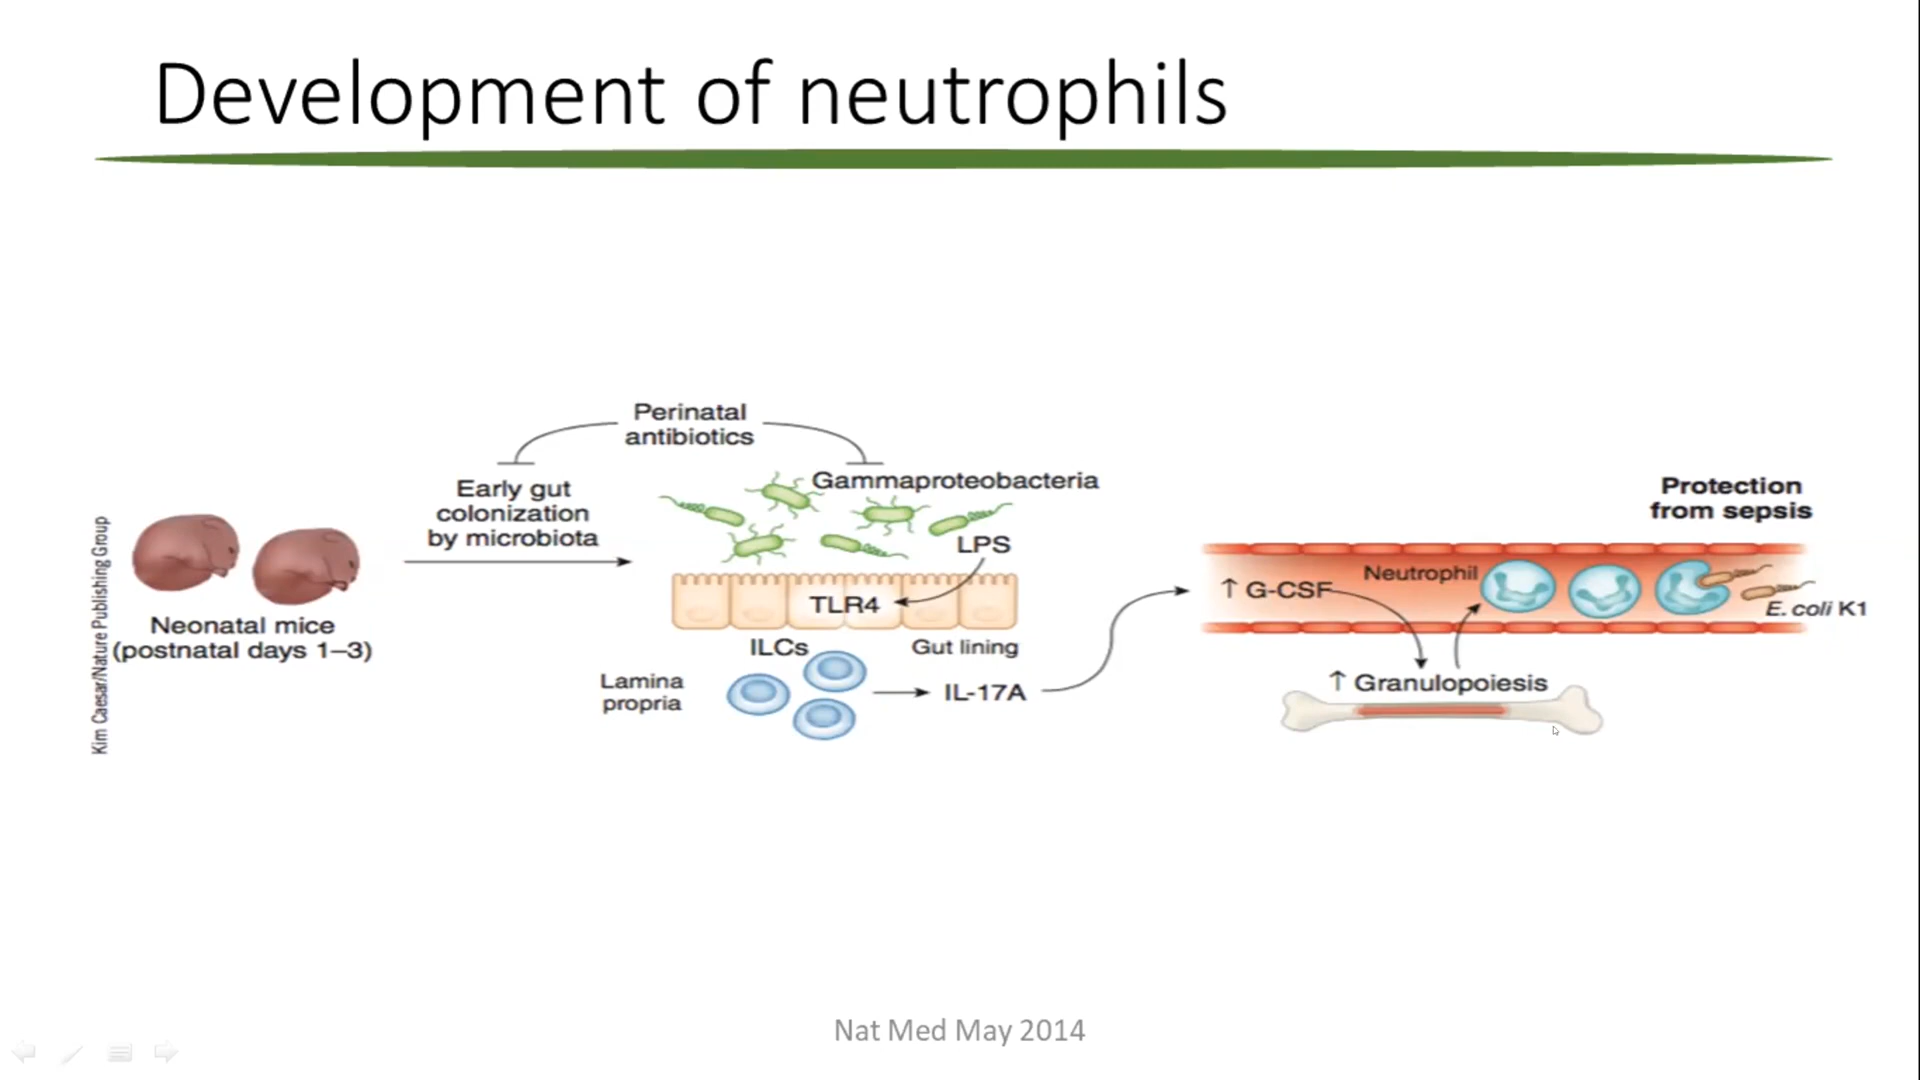 Development of neutrophils
Perinatal
antibiotics
Early gut
colonization
by microbiota
Gammaproteobacteria
LPS
TLR4
ILCs
Gut lining
Lamina
propria
IL-17A
Neonatal mice
(postnatal days 1–3)
Kim Caesar/Nature Publishing Group
Protection
from sepsis
↑ G-CSF
Neutrophil
E. coli K1
↑ Granulopoiesis
Nat Med May 2014